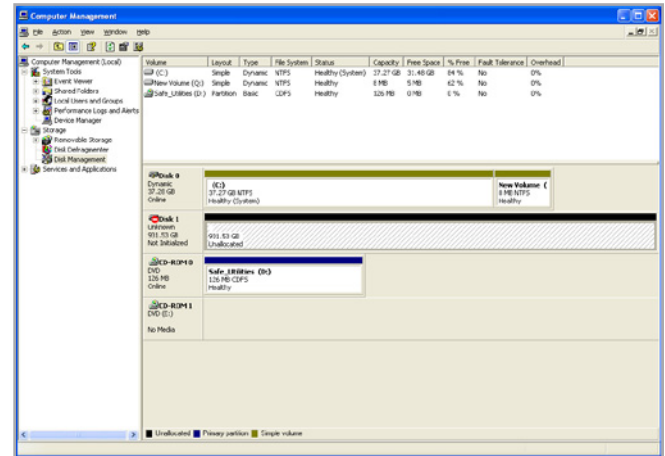 Computer Management
File Action View Window Help
Computer Management (Local)
System Tools
Event Viewer
Shared Folders
Local Users and Groups
Performance Logs and Alerts
Device Manager
Storage
Removable Storage
Disk Defragmenter
Disk Management
Services and Applications
Volume Layout Type File System Status Capacity Free Space % Free Fault Tolerance Overhead
(C:) Simple Dynamic NTFS Healthy (System) 37.27 GB 31.48 GB 84 % No 0%
New Volume (Q:) Simple Dynamic NTFS Healthy 8 MB 5 MB 62 % No 0%
Safe_Utilities (D:) Partition Basic CDFS Healthy 126 MB 0 MB 0 % No 0%
Disk 0
Dynamic
37.28 GB
Online
(C:)
37.27 GB NTFS
Healthy (System)
New Volume (
8 MB NTFS
Healthy
Disk 1
Unknown
931.53 GB
Not Initialized
931.53 GB
Unallocated
CD-ROM 0
DVD
126 MB
Online
Safe_Utilities (D:)
126 MB CDFS
Healthy
CD-ROM 1
DVD (E:)
No Media
Unallocated Primary partition Simple volume